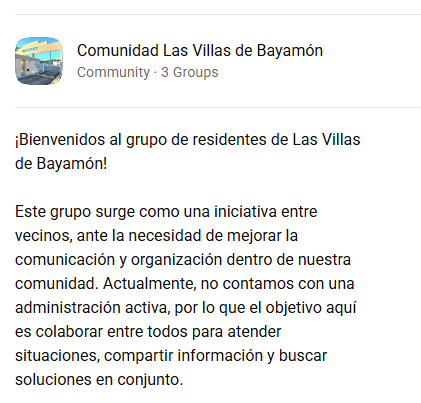 Comunidad Las Villas de Bayamón
Community · 3 Groups
¡Bienvenidos al grupo de residentes de Las Villas
de Bayamón!
Este grupo surge como una iniciativa entre
vecinos, ante la necesidad de mejorar la
comunicación y organización dentro de nuestra
comunidad. Actualmente, no contamos con una
administración activa, por lo que el objetivo aquí
es colaborar entre todos para atender
situaciones, compartir información y buscar
soluciones en conjunto.